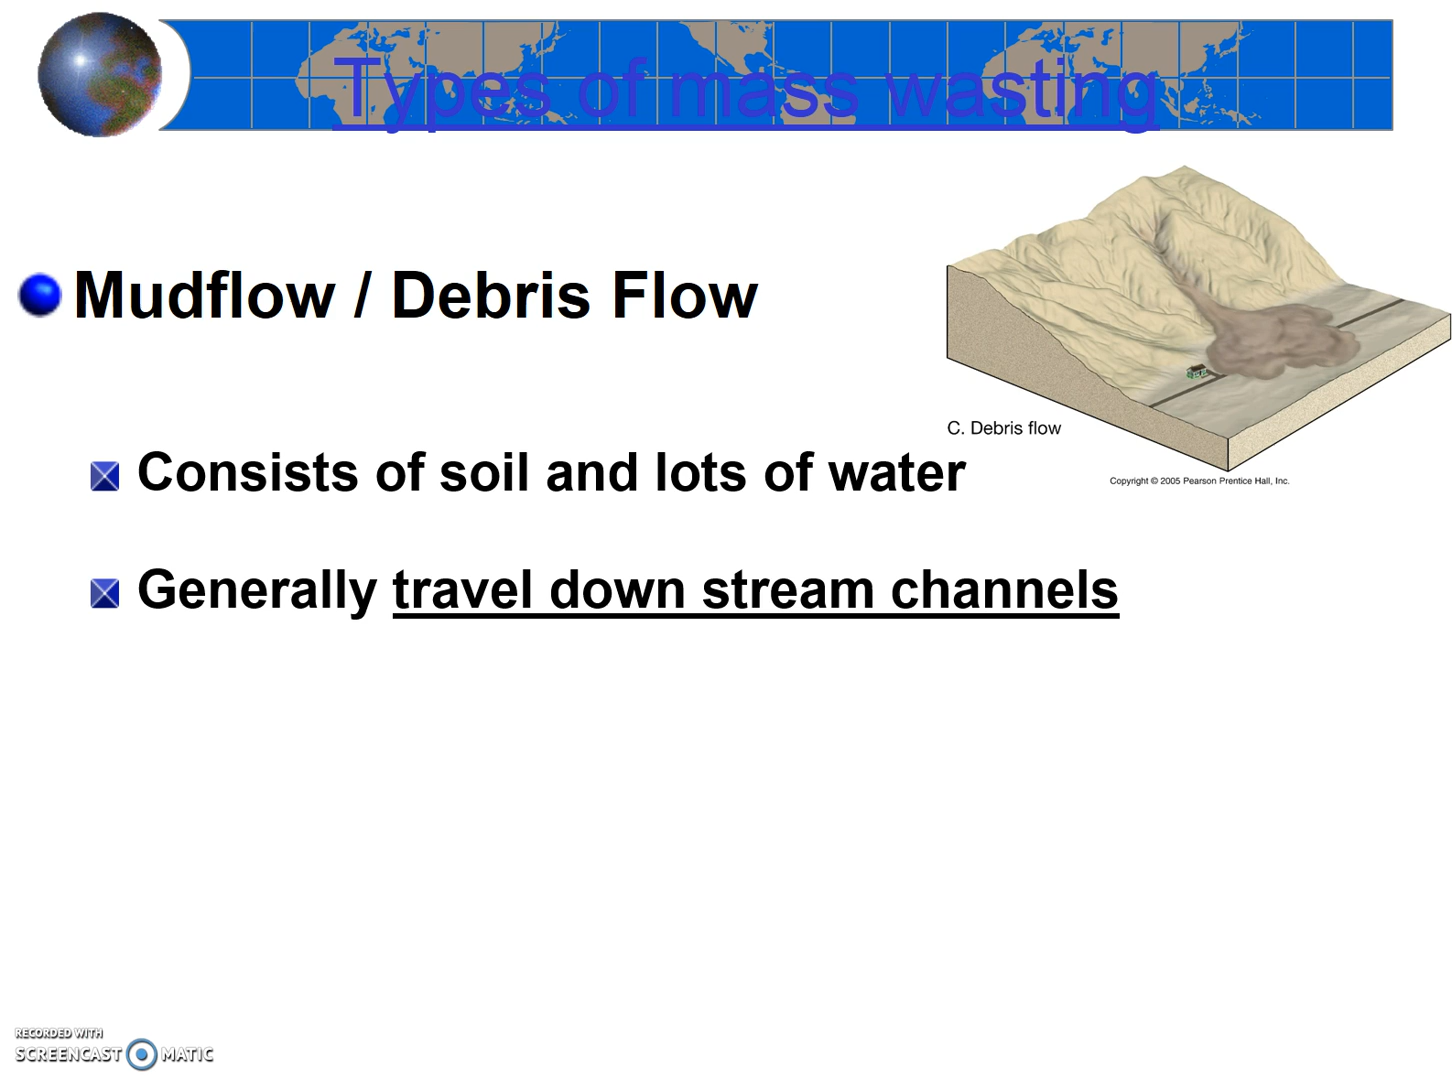 Types of mass wasting
Mudflow / Debris Flow
C. Debris flow
Consists of soil and lots of water
Copyright © 2005 Pearson Prentice Hall, Inc.
Generally travel down stream channels
RECORDED WITH
SCREENCAST MATIC